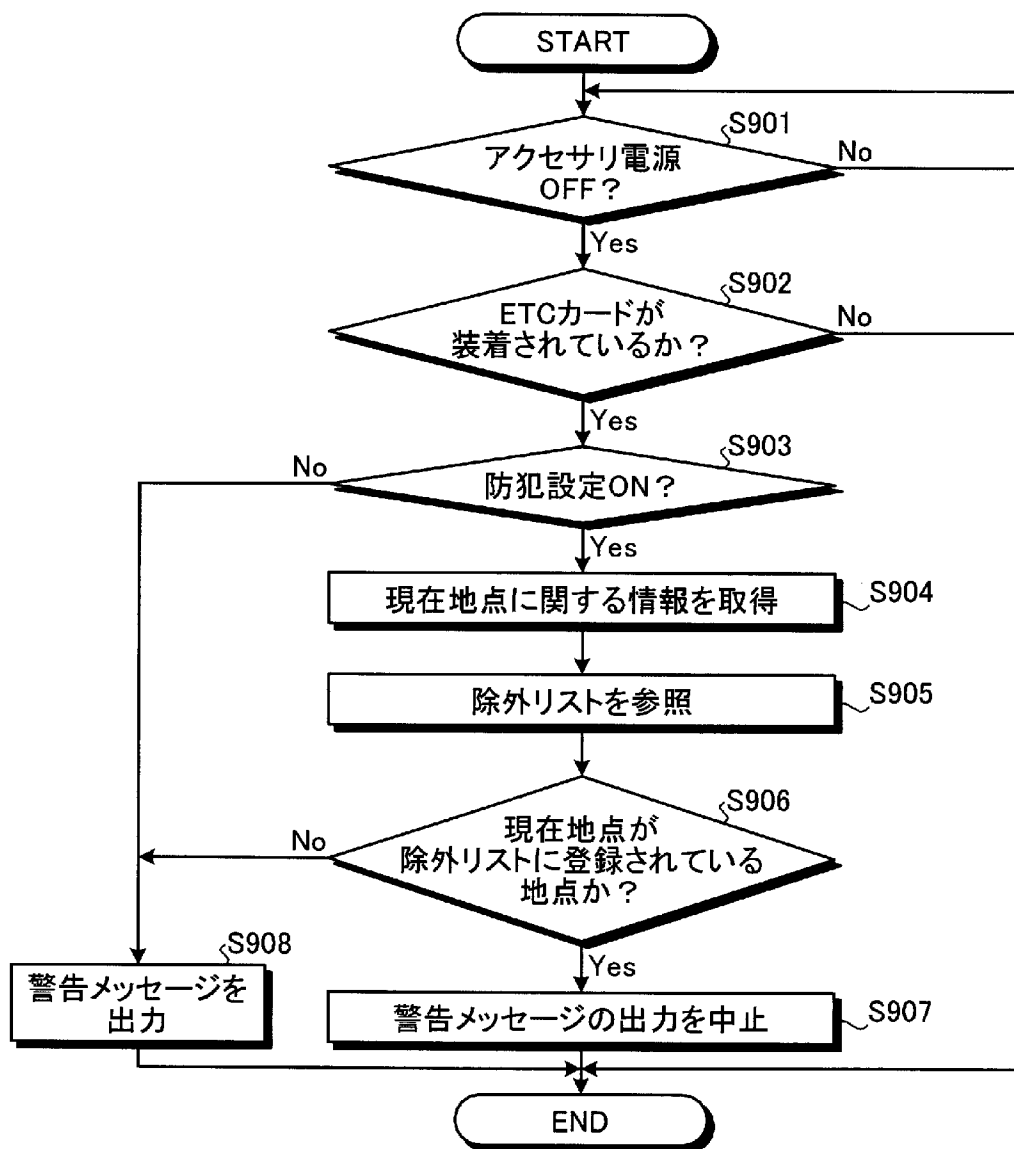 START
S901
アクセサリ電源
OFF?
No
Yes
S902
ETCカードが
装着されているか?
No
Yes
S903
No
防犯設定ON?
Yes
現在地点に関する情報を取得
S904
除外リストを参照
S905
S906
No
現在地点が
除外リストに登録されている
地点か?
Yes
S908
警告メッセージを
出力
警告メッセージの出力を中止
S907
END